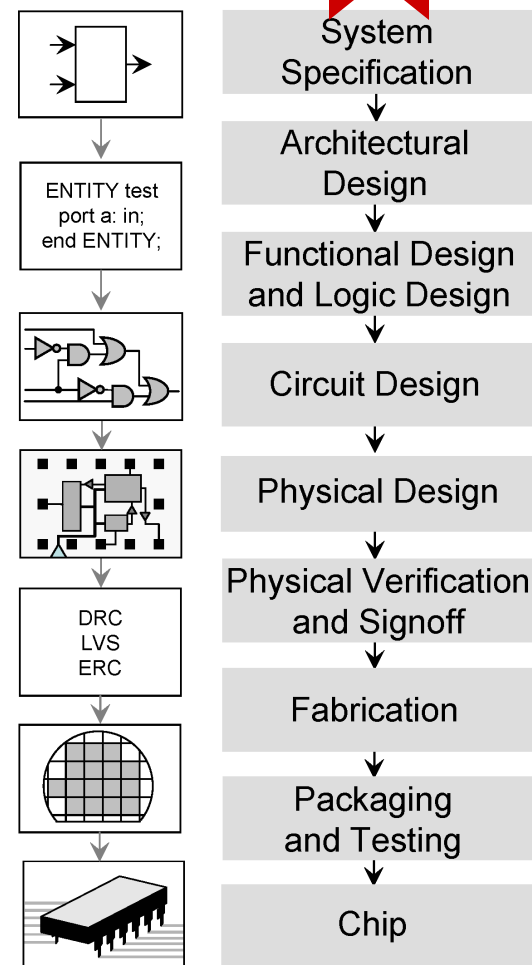 System
Specification
Architectural
Design
ENTITY test
port a: in;
end ENTITY;
Functional Design
and Logic Design
Circuit Design
Physical Design
DRC
LVS
ERC
Physical Verification
and Signoff
Fabrication
Packaging
and Testing
Chip